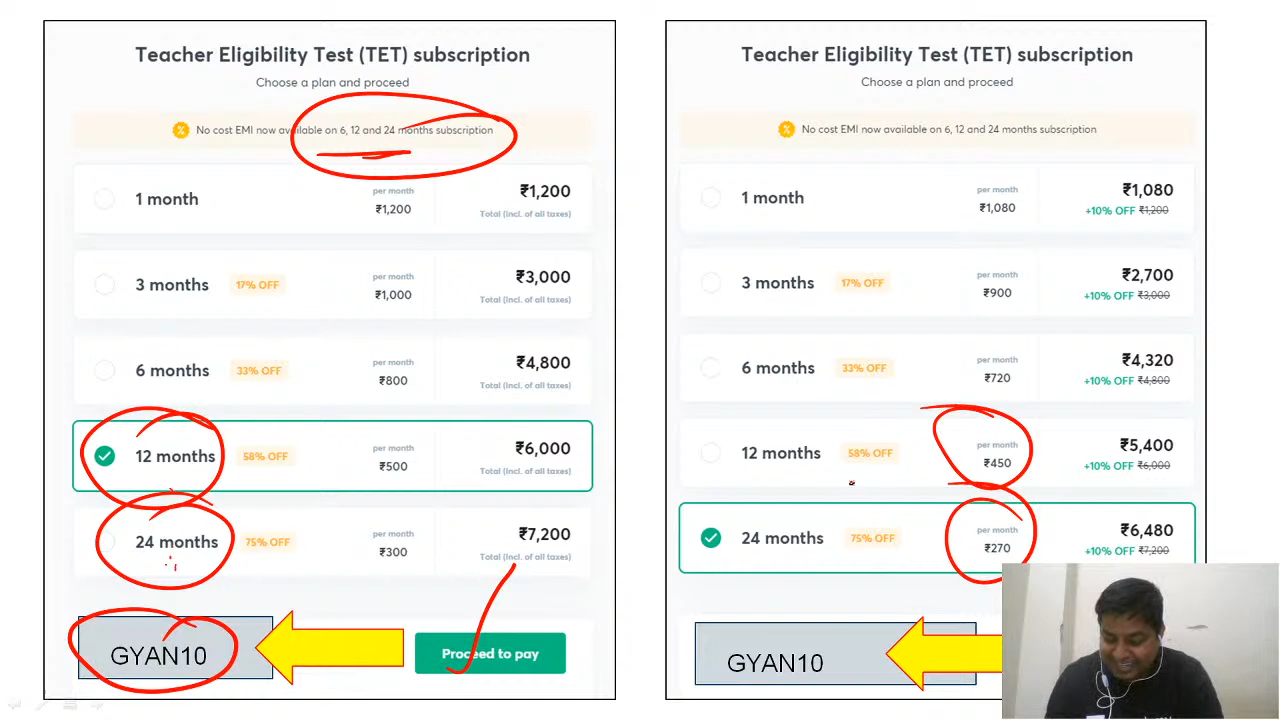 Teacher Eligibility Test (TET) subscription
Choose a plan and proceed
No cost EMI now available on 6, 12 and 24 months subscription
1 month
per month
₹1,200
₹1,200
Total (Incl. of all taxes)
3 months
17% OFF
per month
₹1,000
₹3,000
Total (Incl. of all taxes)
6 months
33% OFF
per month
₹800
₹4,800
Total (Incl. of all taxes)
12 months
58% OFF
per month
₹500
₹6,000
Total (Incl. of all taxes)
24 months
75% OFF
per month
₹300
₹7,200
Total (Incl. of all taxes)
GYAN10
Proceed to pay
Teacher Eligibility Test (TET) subscription
Choose a plan and proceed
No cost EMI now available on 6, 12 and 24 months subscription
1 month
per month
₹1,080
₹1,080
+10% OFF ₹1,200
3 months
17% OFF
per month
₹900
₹2,700
+10% OFF ₹3,000
6 months
33% OFF
per month
₹720
₹4,320
+10% OFF ₹4,800
12 months
58% OFF
per month
₹450
₹5,400
+10% OFF ₹6,000
24 months
75% OFF
per month
₹270
₹6,480
+10% OFF ₹7,200
GYAN10